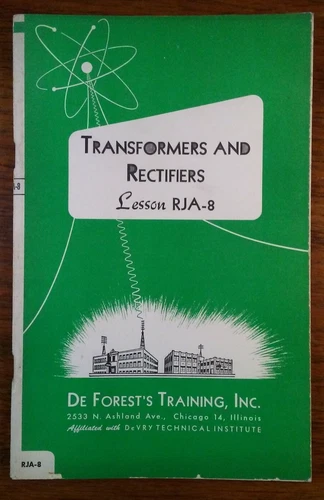 TRANSFORMERS AND
RECTIFIERS
Lesson RJA-8
DE FOREST'S TRAINING, INC.
2533 N. Ashland Ave., Chicago 14, Illinois
Affiliated with DEVRY TECHNICAL INSTITUTE
RJA-8